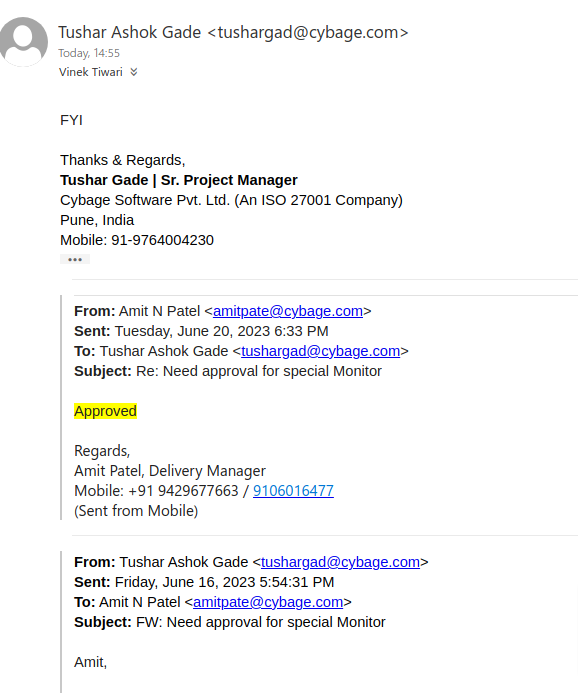 Tushar Ashok Gade <tushargad@cybage.com>
Today, 14:55
Vinek Tiwari
FYI
Thanks & Regards,
Tushar Gade | Sr. Project Manager
Cybage Software Pvt. Ltd. (An ISO 27001 Company)
Pune, India
Mobile: 91-9764004230
•••
From: Amit N Patel <amitpate@cybage.com>
Sent: Tuesday, June 20, 2023 6:33 PM
To: Tushar Ashok Gade <tushargad@cybage.com>
Subject: Re: Need approval for special Monitor
Approved
Regards,
Amit Patel, Delivery Manager
Mobile: +91 9429677663 / 9106016477
(Sent from Mobile)
From: Tushar Ashok Gade <tushargad@cybage.com>
Sent: Friday, June 16, 2023 5:54:31 PM
To: Amit N Patel <amitpate@cybage.com>
Subject: FW: Need approval for special Monitor
Amit,